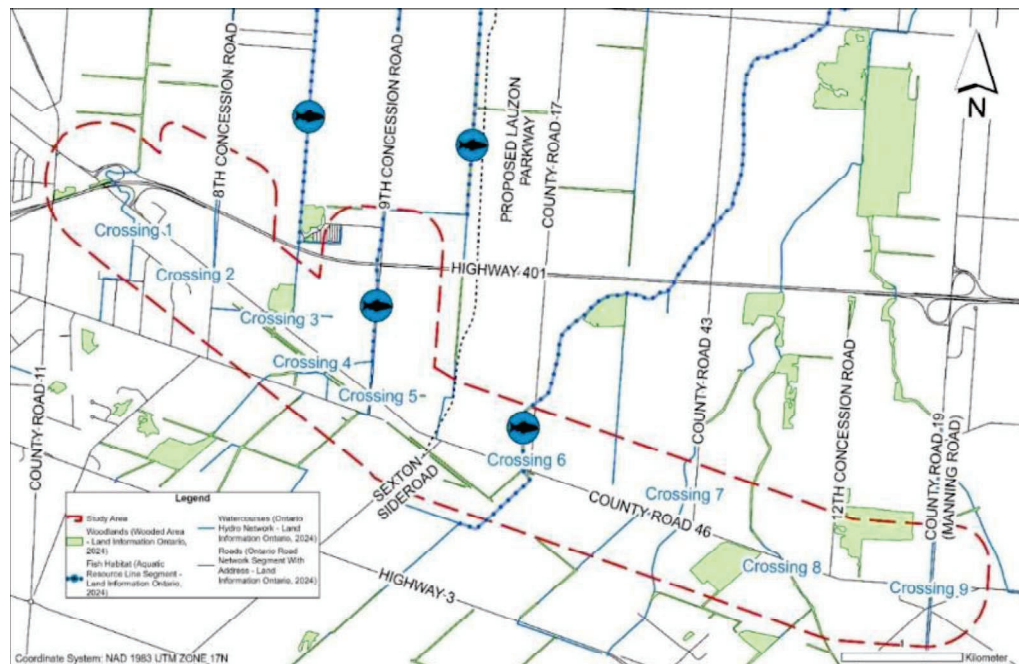 8TH CONCESSION ROAD
9TH CONCESSION ROAD
PROPOSED LAUZON
PARKWAY
COUNTY ROAD 17
N
Crossing 1
Crossing 2
HIGHWAY 401
Crossing 3
Crossing 4
Crossing 5
COUNTY ROAD 11
COUNTY ROAD 43
12TH CONCESSION ROAD
COUNTY ROAD 19
(MANNING ROAD)
Crossing 6
SEXTON
SIDEROAD
Crossing 7
COUNTY ROAD 46
Crossing 8
Crossing 9
HIGHWAY 3
Legend
Study Area
Woodlands (Wooded Area
- Land Information Ontario,
2024)
Fish Habitat (Aquatic
Resource Line Segment -
Land Information Ontario,
2024)
Watercourses (Ontario
Hydro Network - Land
Information Ontario, 2024)
Roads (Ontario Road
Network Segment With
Address - Land
Information Ontario, 2024)
Coordinate System: NAD 1983 UTM ZONE 17N
1
Kilometer